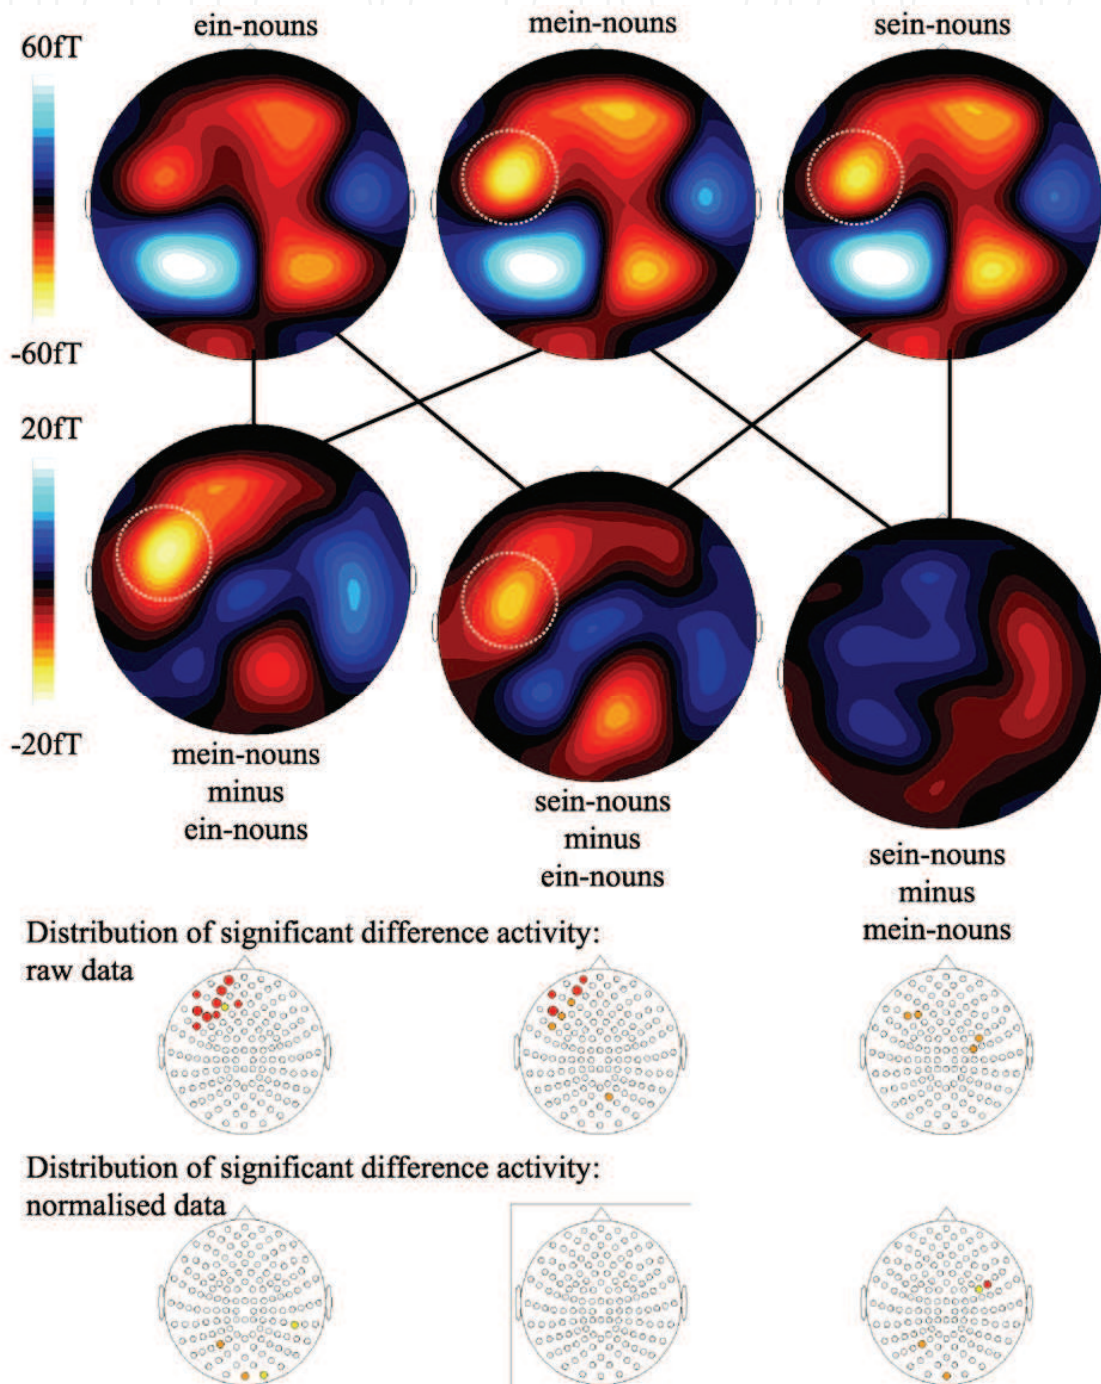 ein-nouns
mein-nouns
sein-nouns
60fT
-60fT
20fT
-20fT
mein-nouns
minus
ein-nouns
sein-nouns
minus
ein-nouns
sein-nouns
minus
mein-nouns
Distribution of significant difference activity:
raw data
Distribution of significant difference activity:
normalised data